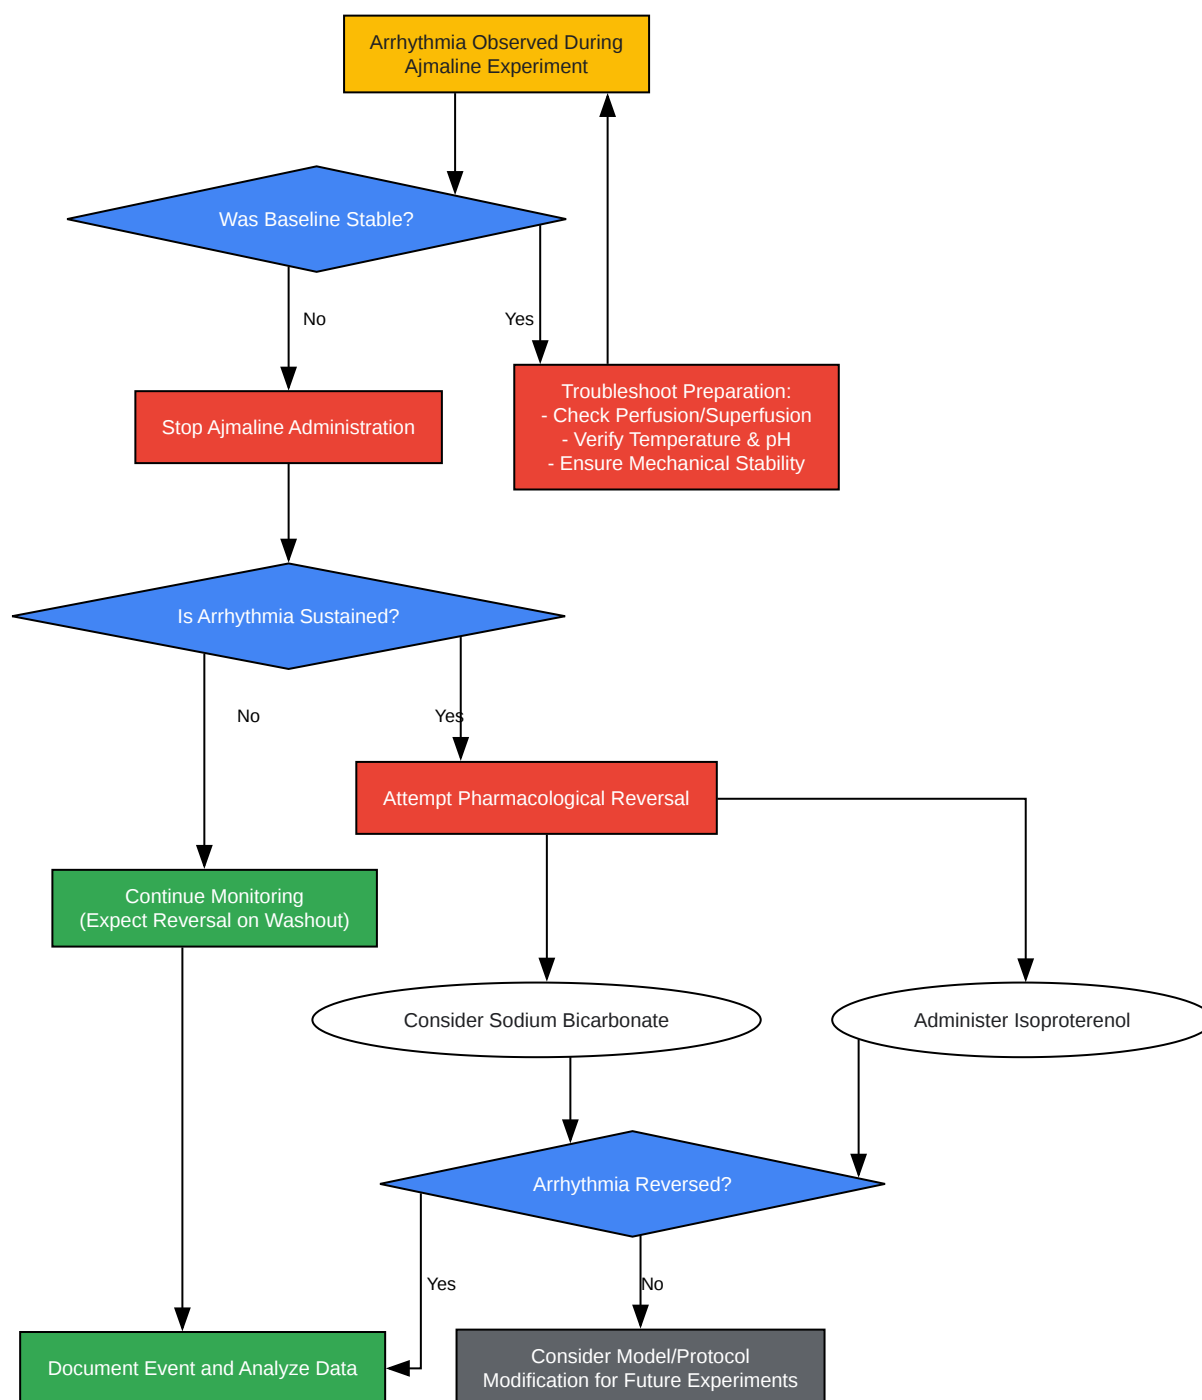 Arrhythmia Observed During
Ajmaline Experiment
Was Baseline Stable?
No
Yes
Troubleshoot Preparation:
- Check Perfusion/Superfusion
- Verify Temperature & pH
- Ensure Mechanical Stability
Stop Ajmaline Administration
Is Arrhythmia Sustained?
No
Yes
Attempt Pharmacological Reversal
Continue Monitoring
(Expect Reversal on Washout)
Consider Sodium Bicarbonate
Administer Isoproterenol
Arrhythmia Reversed?
Yes
No
Document Event and Analyze Data
Consider Model/Protocol
Modification for Future Experiments